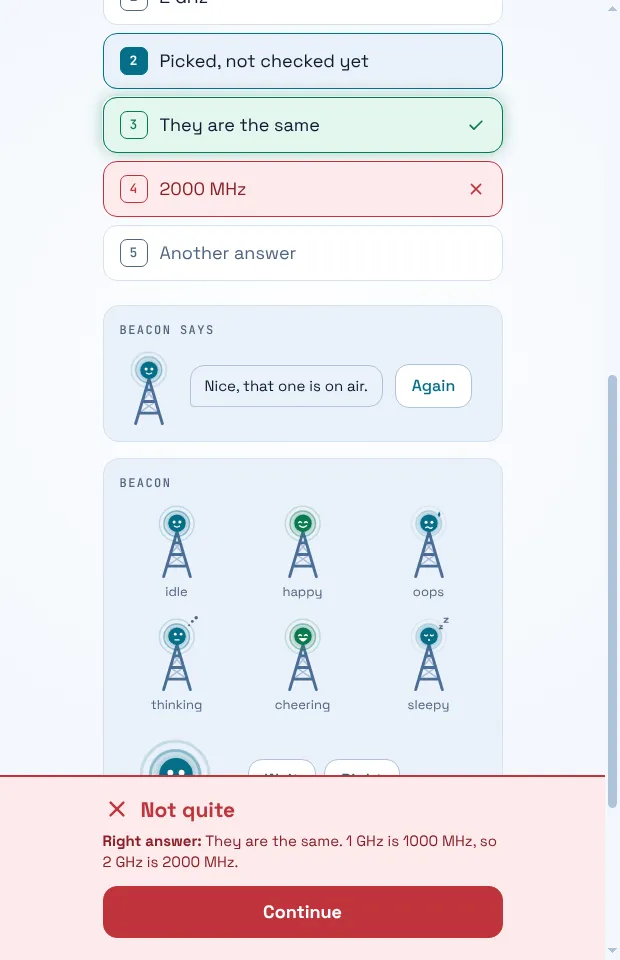 2 Picked, not checked yet
3 They are the same
4 2000 MHz
5 Another answer
BEACON SAYS
Nice, that one is on air. Again
BEACON
idle happy oops
z
z
thinking cheering sleepy
Not quite
Right answer: They are the same. 1 GHz is 1000 MHz, so
2 GHz is 2000 MHz.
Continue